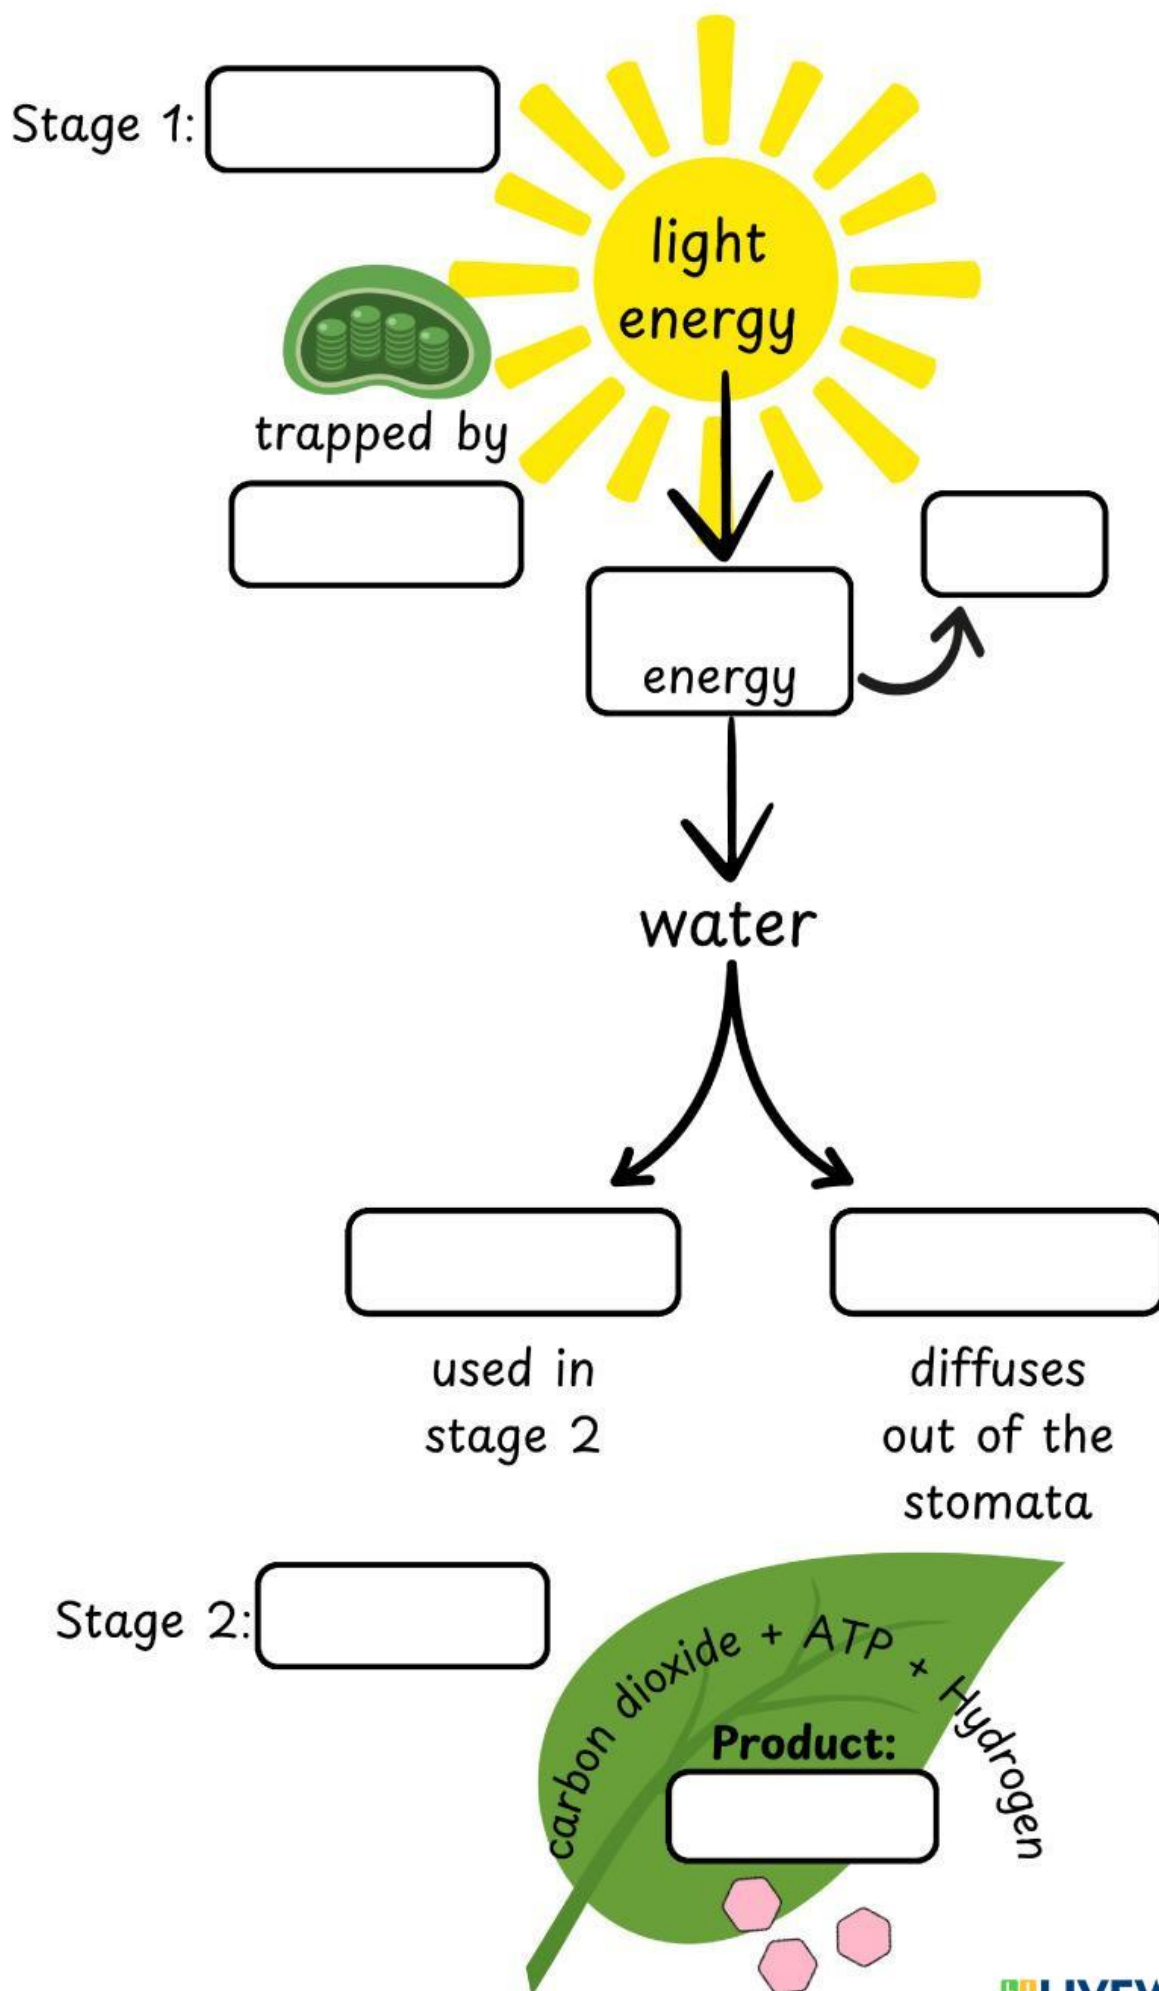 Stage 1:
light
energy
trapped by
energy
water
used in
stage 2
diffuses
out of the
stomata
Stage 2:
carbon dioxide + ATP + Hydrogen
Product: